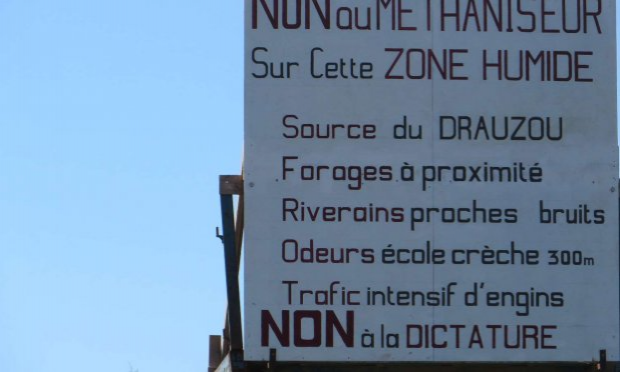 NON au METHANISEUR
Sur Cette ZONE HUMIDE
Source du DRAUZOU
Forages à proximité
Riverains proches bruits
Odeurs école crèche 300m
Trafic intensif d'engins
NON à la DICTATURE